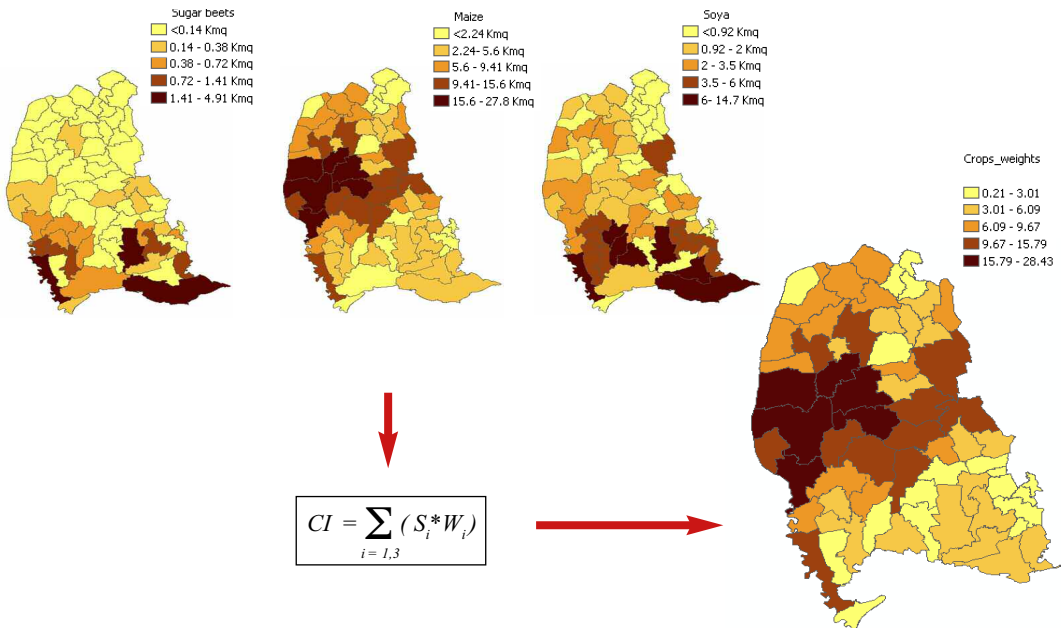 Sugar beets
<0.14 Kmq
0.14 - 0.38 Kmq
0.38 - 0.72 Kmq
0.72 - 1.41 Kmq
1.41 - 4.91 Kmq
Maize
<2.24 Kmq
2.24- 5.6 Kmq
5.6 - 9.41 Kmq
9.41- 15.6 Kmq
15.6 - 27.8 Kmq
Soya
<0.92 Kmq
0.92 - 2 Kmq
2 - 3.5 Kmq
3.5 - 6 Kmq
6- 14.7 Kmq
Crops_weights
0.21 - 3.01
3.01 - 6.09
6.09 - 9.67
9.67 - 15.79
15.79 - 28.43
CI = ∑ (S_i*W_i)
i = 1,3